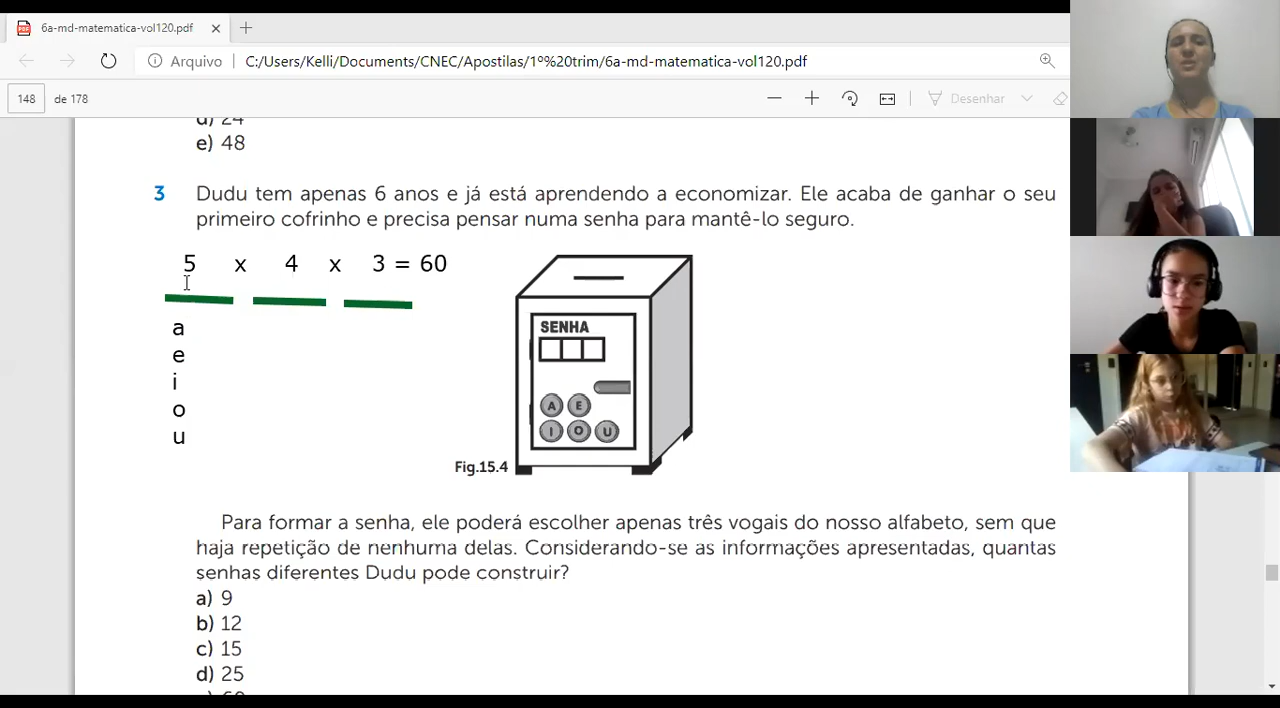 6a-md-matematica-vol120.pdf
Arquivo C:/Users/Kelli/Documents/CNEC/Apostilas/1º%20trim/6a-md-matematica-vol120.pdf
148 de 178 Desenhar
d) 24
e) 48
3 Dudu tem apenas 6 anos e já está aprendendo a economizar. Ele acaba de ganhar o seu
primeiro cofrinho e precisa pensar numa senha para mantê-lo seguro.
5 x 4 x 3 = 60
a
e
i
o
u
SENHA
A E
I O U
Fig.15.4
Para formar a senha, ele poderá escolher apenas três vogais do nosso alfabeto, sem que
haja repetição de nenhuma delas. Considerando-se as informações apresentadas, quantas
senhas diferentes Dudu pode construir?
a) 9
b) 12
c) 15
d) 25